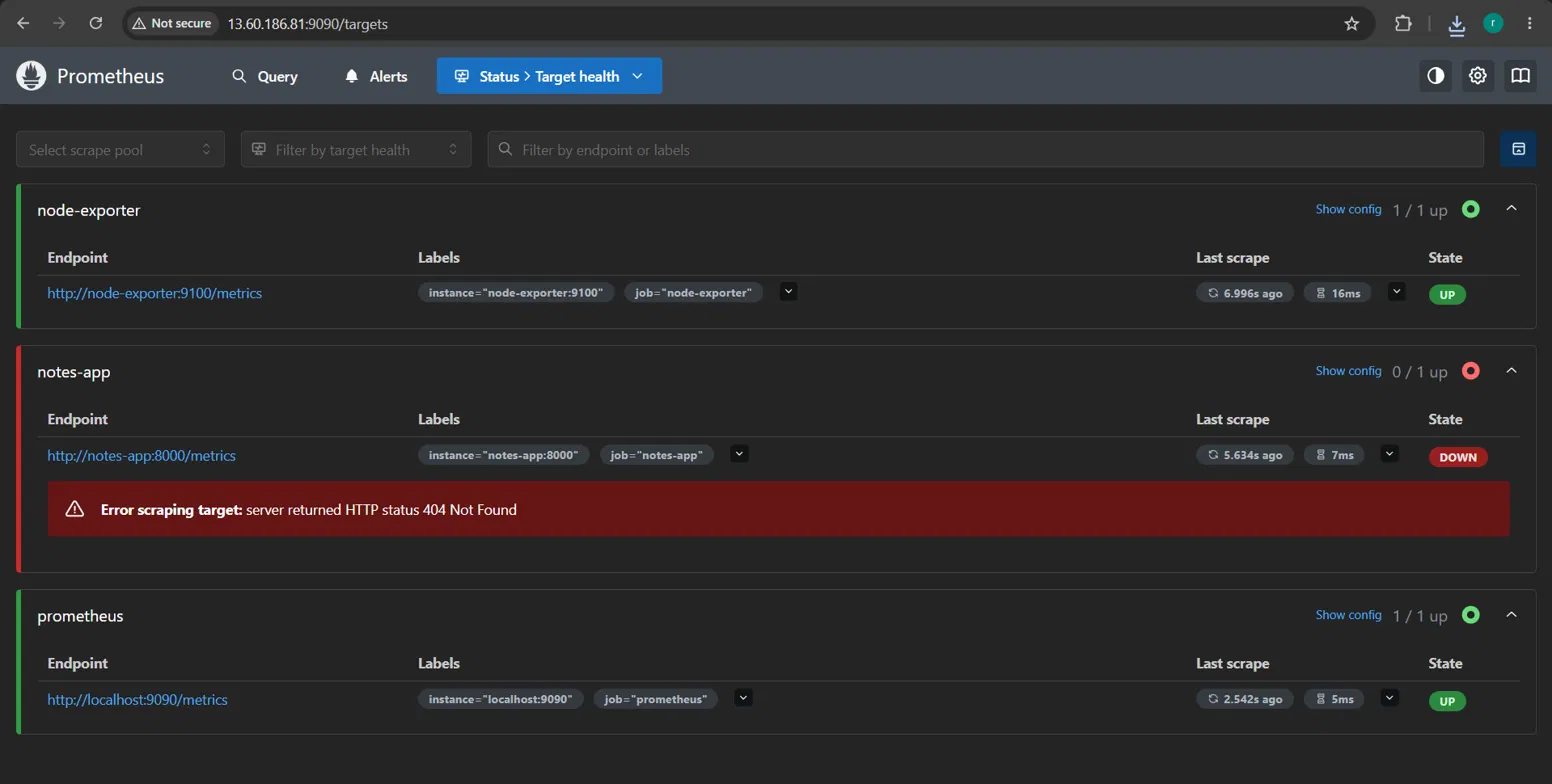 Not secure 13.60.186.81:9090/targets r
Prometheus Query Alerts Status > Target health
Select scrape pool Filter by target health Filter by endpoint or labels
node-exporter Show config 1 / 1 up
Endpoint Labels Last scrape State
http://node-exporter:9100/metrics instance="node-exporter:9100" job="node-exporter" 6.996s ago 16ms UP
notes-app Show config 0 / 1 up
Endpoint Labels Last scrape State
http://notes-app:8000/metrics instance="notes-app:8000" job="notes-app" 5.634s ago 7ms DOWN
Error scraping target: server returned HTTP status 404 Not Found
prometheus Show config 1 / 1 up
Endpoint Labels Last scrape State
http://localhost:9090/metrics instance="localhost:9090" job="prometheus" 2.542s ago 5ms UP